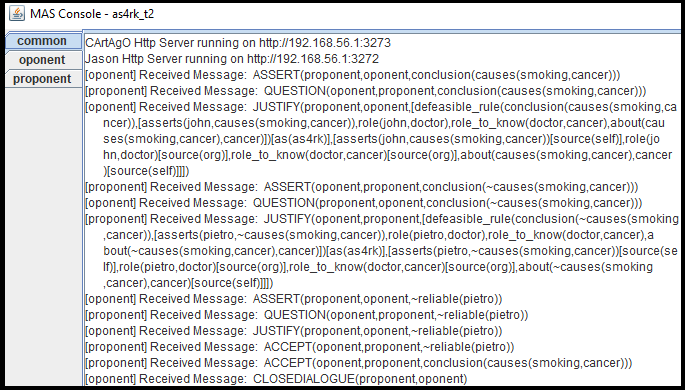 MAS Console - as4rk_t2
common
oponent
proponent
CArtAgO Http Server running on http://192.168.56.1:3273
Jason Http Server running on http://192.168.56.1:3272
[oponent] Received Message: ASSERT(proponent,oponent,conclusion(causes(smoking,cancer)))
[proponent] Received Message: QUESTION(oponent,proponent,conclusion(causes(smoking,cancer)))
[oponent] Received Message: JUSTIFY(proponent,oponent,[defeasible_rule(conclusion(causes(smoking,ca
ncer)),[asserts(john,causes(smoking,cancer)),role(john,doctor),role_to_know(doctor,cancer),about(cau
ses(smoking,cancer),cancer)])[as(as4rk)],[asserts(john,causes(smoking,cancer))[source(self)],role(jo
hn,doctor)[source(org)],role_to_know(doctor,cancer)[source(org)],about(causes(smoking,cancer),cancer
)[source(self)]]])
[proponent] Received Message: ASSERT(oponent,proponent,conclusion(~causes(smoking,cancer)))
[oponent] Received Message: QUESTION(proponent,oponent,conclusion(~causes(smoking,cancer)))
[proponent] Received Message: JUSTIFY(oponent,proponent,[defeasible_rule(conclusion(~causes(smoking
,cancer)),[asserts(pietro,~causes(smoking,cancer)),role(pietro,doctor),role_to_know(doctor,cancer),a
bout(~causes(smoking,cancer),cancer)])[as(as4rk)],[asserts(pietro,~causes(smoking,cancer))[source(se
lf)],role(pietro,doctor)[source(org)],role_to_know(doctor,cancer)[source(org)],about(~causes(smoking
,cancer),cancer)[source(self)]]])
[oponent] Received Message: ASSERT(proponent,oponent,~reliable(pietro))
[proponent] Received Message: QUESTION(oponent,proponent,~reliable(pietro))
[oponent] Received Message: JUSTIFY(proponent,oponent,~reliable(pietro))
[proponent] Received Message: ACCEPT(oponent,proponent,~reliable(pietro))
[proponent] Received Message: ACCEPT(oponent,proponent,conclusion(causes(smoking,cancer)))
[oponent] Received Message: CLOSEDIALOGUE(proponent,oponent)